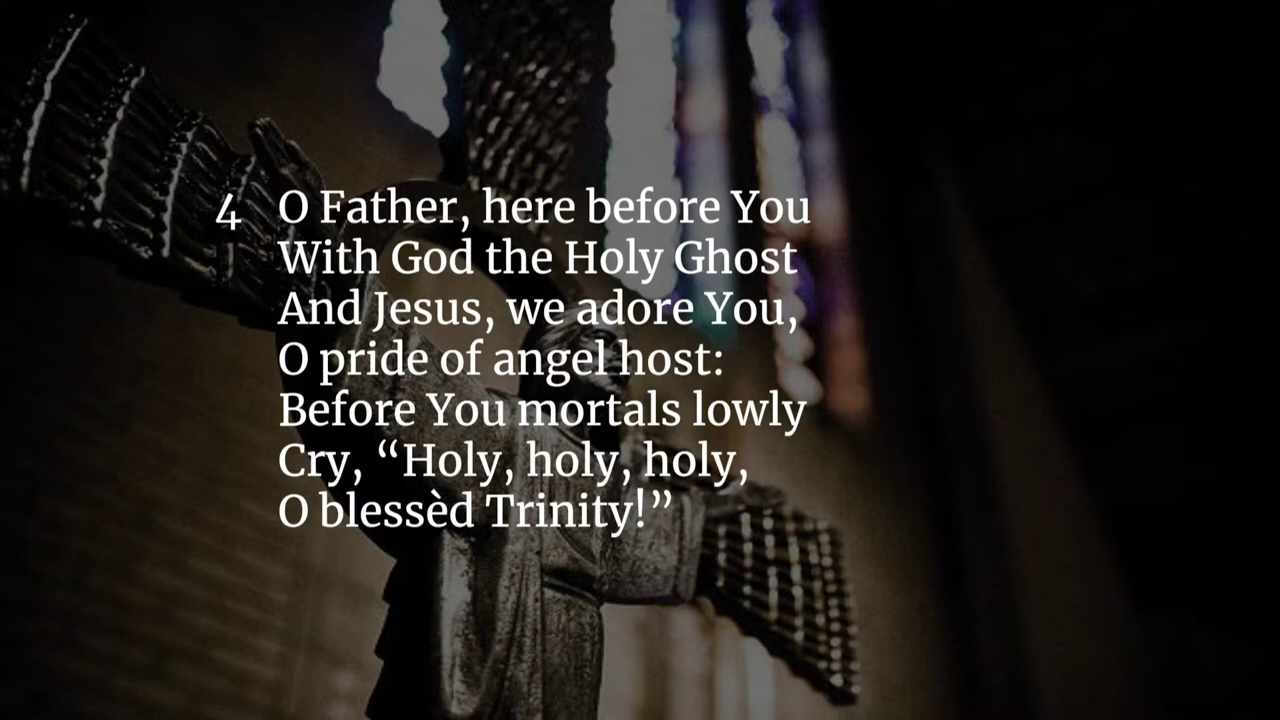 4 O Father, here before You
With God the Holy Ghost
And Jesus, we adore You,
O pride of angel host:
Before You mortals lowly
Cry, “Holy, holy, holy,
O blessèd Trinity!”